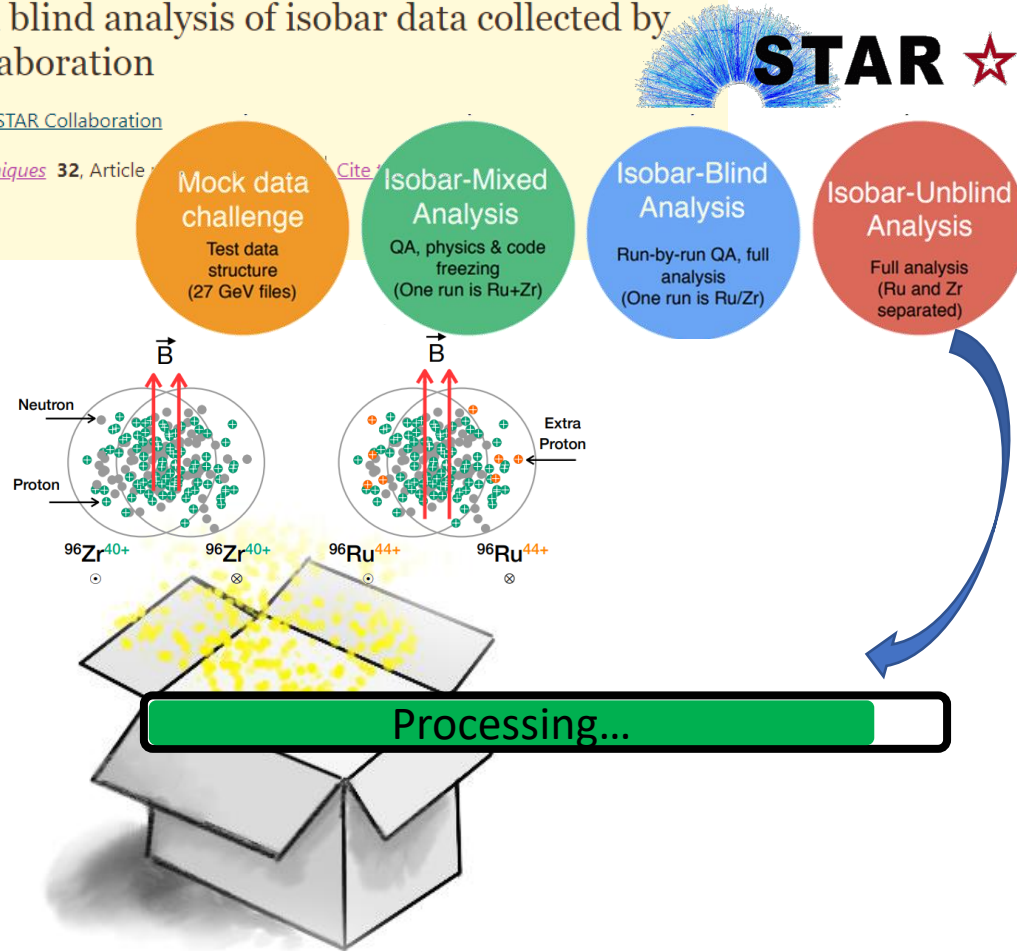 blind analysis of isobar data collected by
aboration
STAR ☆
STAR Collaboration
iques 32, Article
Cite
Mock data
challenge
Test data
structure
(27 GeV files)
Isobar-Mixed
Analysis
QA, physics & code
freezing
(One run is Ru+Zr)
Isobar-Blind
Analysis
Run-by-run QA, full
analysis
(One run is Ru/Zr)
Isobar-Unblind
Analysis
Full analysis
(Ru and Zr
separated)
B
B
Neutron
Proton
Extra
Proton
⁹⁶Zr⁴⁰⁺ ⁹⁶Zr⁴⁰⁺ ⁹⁶Ru⁴⁴⁺ ⁹⁶Ru⁴⁴⁺
⊙ ⊗ ⊙ ⊗
Processing...